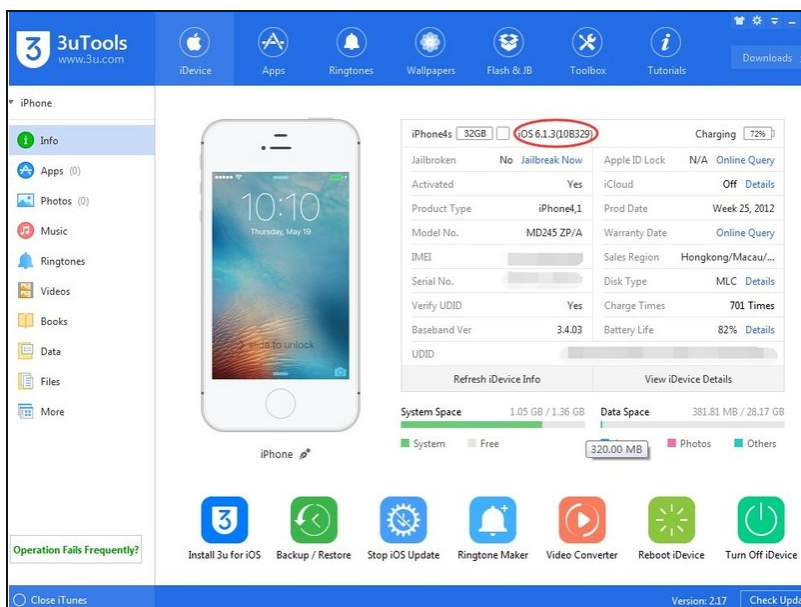 3uTools
www.3u.com
iDevice
Apps
Ringtones
Wallpapers
Flash & JB
Toolbox
Tutorials
Downloads
iPhone
Info
Apps (0)
Photos (0)
Music
Ringtones
Videos
Books
Data
Files
More
Operation Fails Frequently?
Close iTunes
10:10
Thursday, May 19
slide to unlock
iPhone
iPhone4s 32GB iOS 6.1.3(10B329) Charging 72%
Jailbroken No Jailbreak Now Apple ID Lock N/A Online Query
Activated Yes iCloud Off Details
Product Type iPhone4,1 Prod Date Week 25, 2012
Model No. MD245 ZP/A Warranty Date Online Query
IMEI Sales Region Hongkong/Macau/...
Serial No. Disk Type MLC Details
Verify UDID Yes Charge Times 701 Times
Baseband Ver 3.4.03 Battery Life 82% Details
UDID
Refresh iDevice Info View iDevice Details
System Space 1.05 GB / 1.36 GB Data Space 381.81 MB / 28.17 GB
System Free Photos Others
320.00 MB
Install 3u for iOS Backup / Restore Stop iOS Update Ringtone Maker Video Converter Reboot iDevice Turn Off iDevice
Version: 2.17 Check Upda